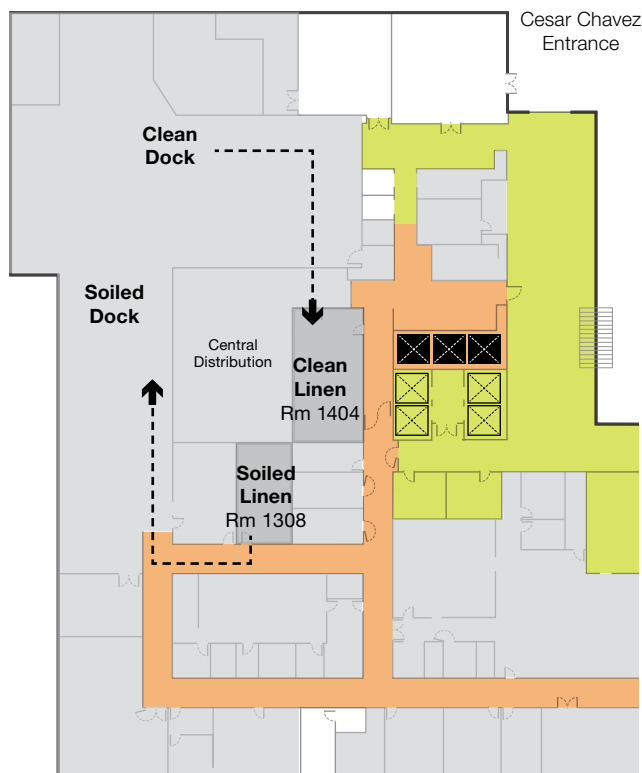 Cesar Chavez
Entrance
Clean
Dock
Soiled
Dock
Central
Distribution
Clean
Linen
Rm 1404
Soiled
Linen
Rm 1308